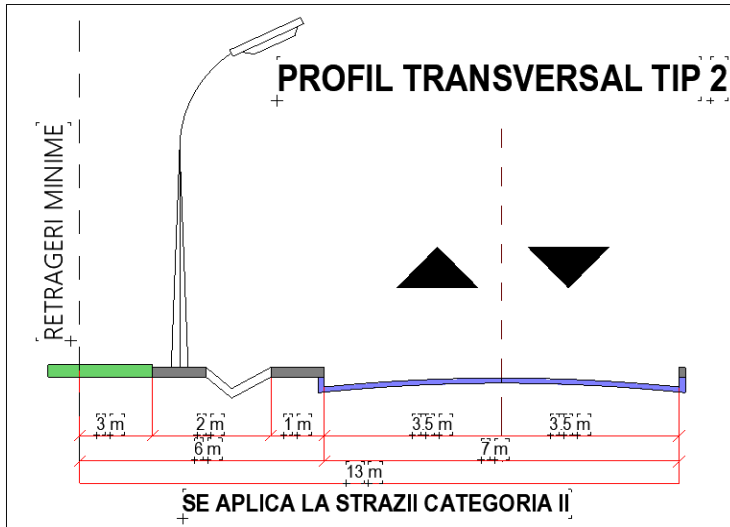 PROFIL TRANSVERSAL TIP 2
RETRAGERI MINIME
3 m 2 m 1 m 3.5 m 3.5 m
6 m 7 m
13 m
SE APLICA LA STRAZII CATEGORIA II